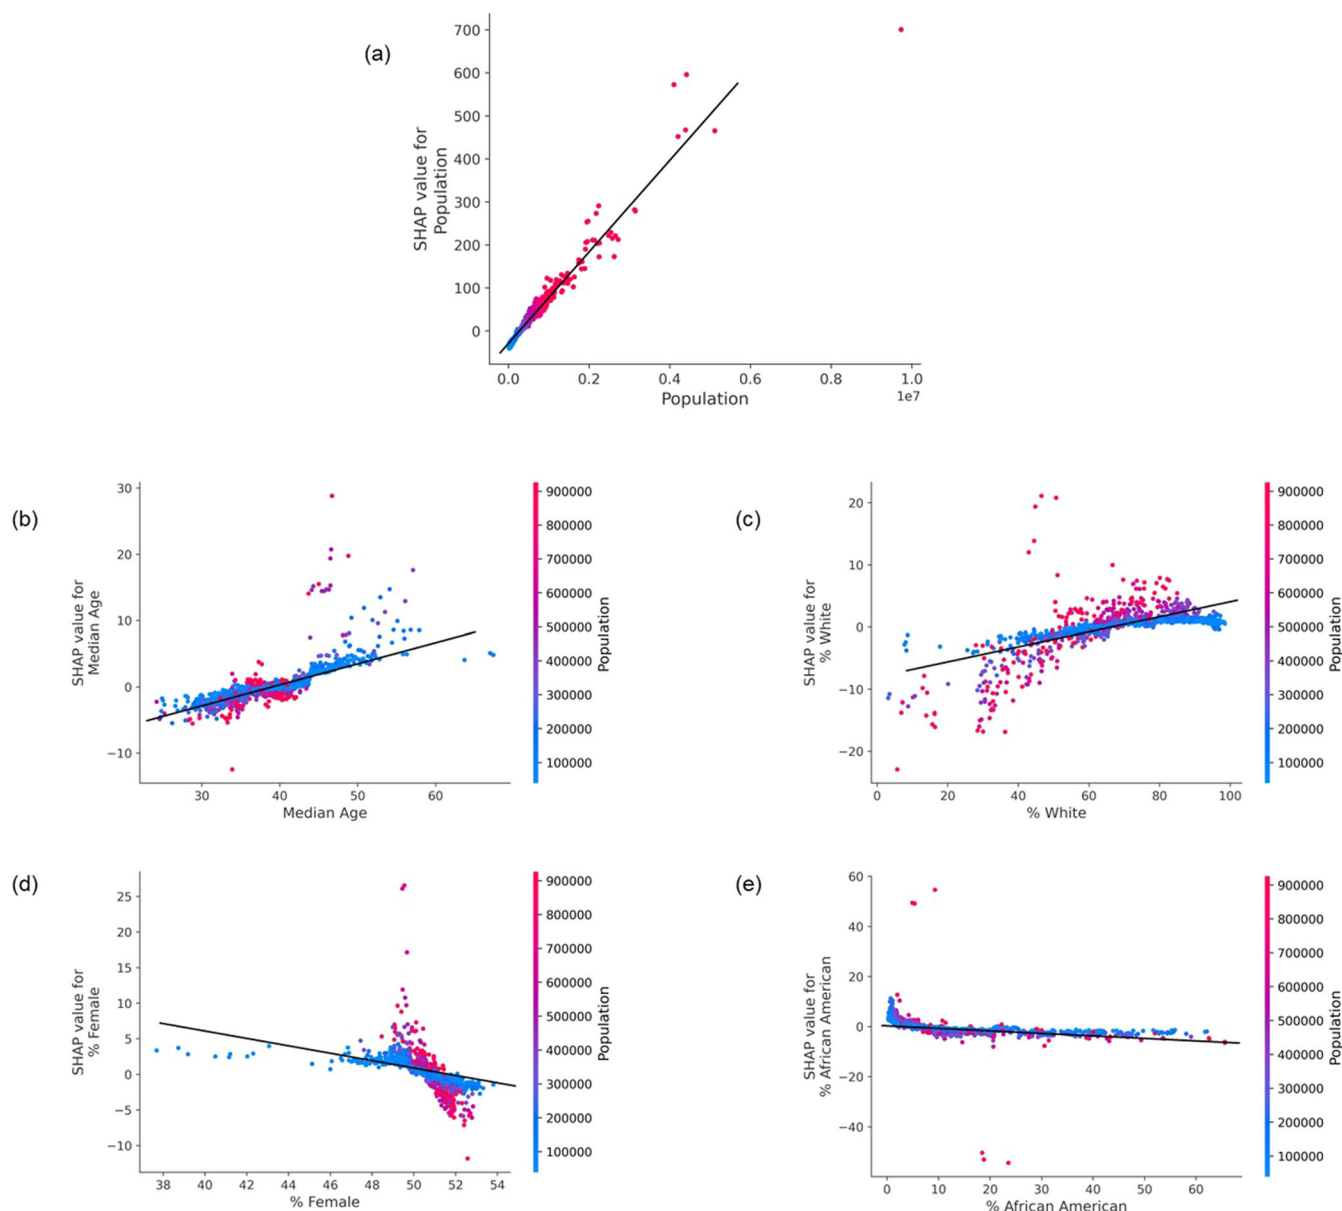 (a)
700
600
500
400
300
200
100
0
SHAP value for
Population
0.0 0.2 0.4 0.6 0.8 1.0
1e7
Population
(b)
30
20
10
0
−10
SHAP value for
Median Age
30 40 50 60
Median Age
900000
800000
700000
600000
500000
400000
300000
200000
100000
Population
(c)
20
10
0
−10
−20
SHAP value for
% White
0 20 40 60 80 100
% White
900000
800000
700000
600000
500000
400000
300000
200000
100000
Population
(d)
25
20
15
10
5
0
−5
−10
SHAP value for
% Female
38 40 42 44 46 48 50 52 54
% Female
900000
800000
700000
600000
500000
400000
300000
200000
100000
Population
(e)
60
40
20
0
−20
−40
SHAP value for
% African American
0 10 20 30 40 50 60
% African American
900000
800000
700000
600000
500000
400000
300000
200000
100000
Population